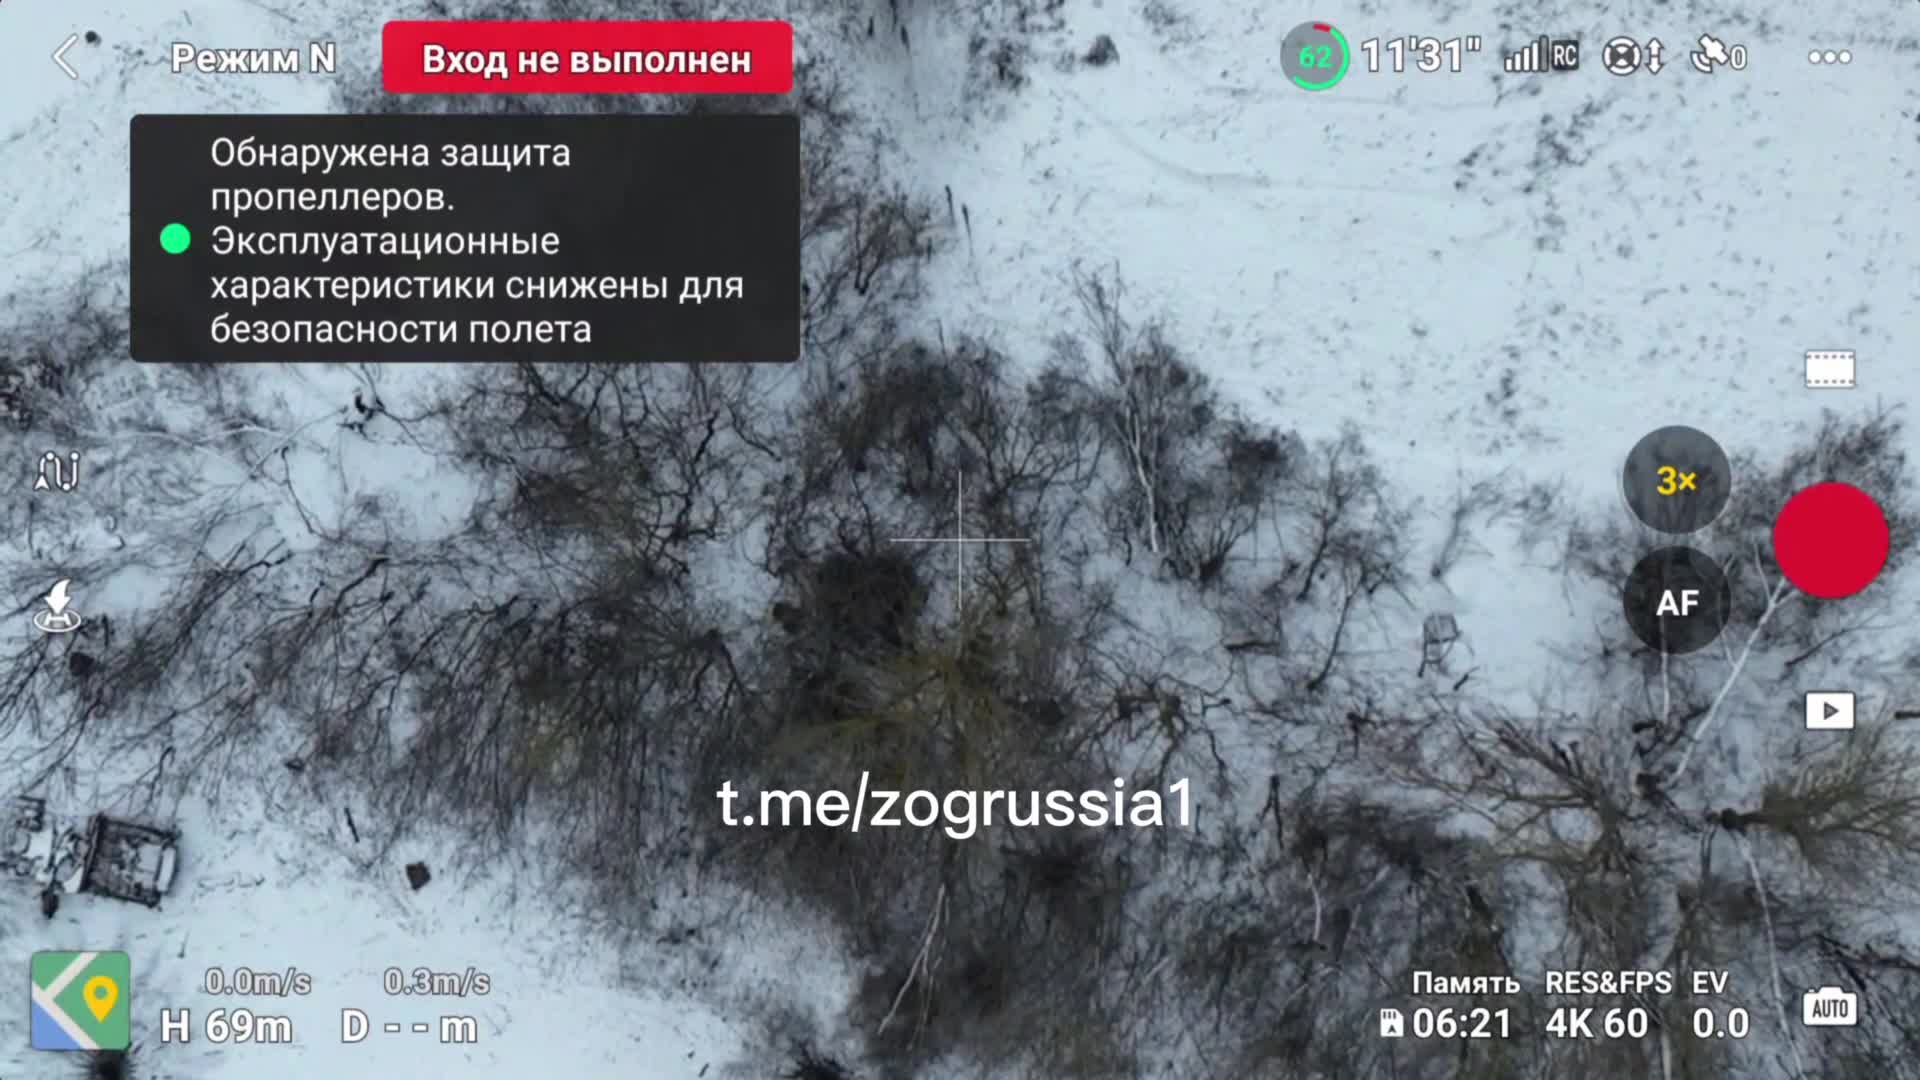 Режим N
Вход не выполнен
62
11'31"
RC
0
Обнаружена защита
пропеллеров.
Эксплуатационные
характеристики снижены для
безопасности полета
3×
AF
t.me/zogrussia1
0.0m/s 0.3m/s
H 69m D - - m
Память RES&FPS EV
06:21 4K 60 0.0
AUTO